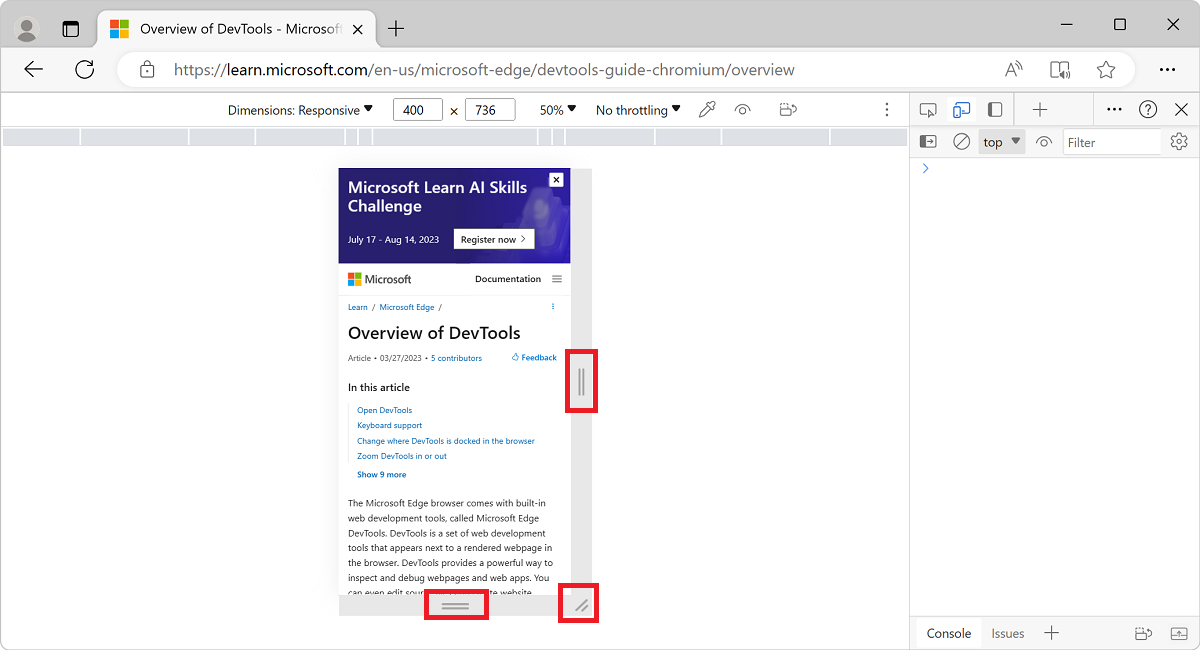 Overview of DevTools - Microsoft
https://learn.microsoft.com/en-us/microsoft-edge/devtools-guide-chromium/overview
Dimensions: Responsive 400 × 736 50% No throttling
top Filter
Microsoft Learn AI Skills
Challenge
July 17 - Aug 14, 2023 Register now
Microsoft Documentation
Learn / Microsoft Edge /
Overview of DevTools
Article • 03/27/2023 • 5 contributors Feedback
In this article
Open DevTools
Keyboard support
Change where DevTools is docked in the browser
Zoom DevTools in or out
Show 9 more
The Microsoft Edge browser comes with built-in
web development tools, called Microsoft Edge
DevTools. DevTools is a set of web development
tools that appears next to a rendered webpage in
the browser. DevTools provides a powerful way to
inspect and debug webpages and web apps. You
can even edit website
Console Issues